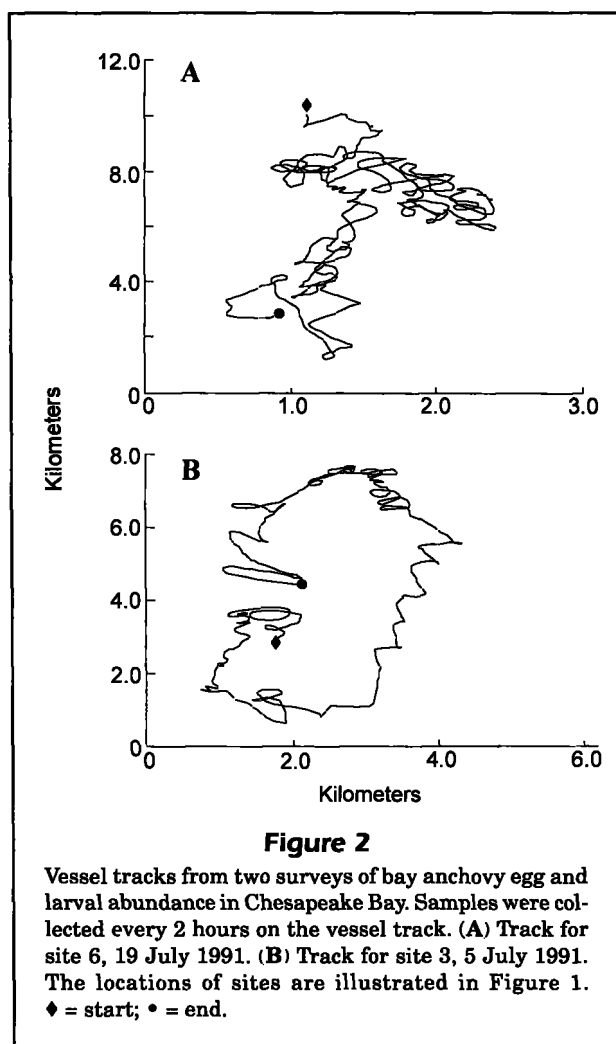 12.0
A
8.0
4.0
0
0 1.0 2.0 3.0
Kilometers
8.0
B
6.0
4.0
2.0
0
0 2.0 4.0 6.0
Kilometers
Figure 2
Vessel tracks from two surveys of bay anchovy egg and
larval abundance in Chesapeake Bay. Samples were col-
lected every 2 hours on the vessel track. (A) Track for
site 6, 19 July 1991. (B) Track for site 3, 5 July 1991.
The locations of sites are illustrated in Figure 1.
♦ = start; • = end.